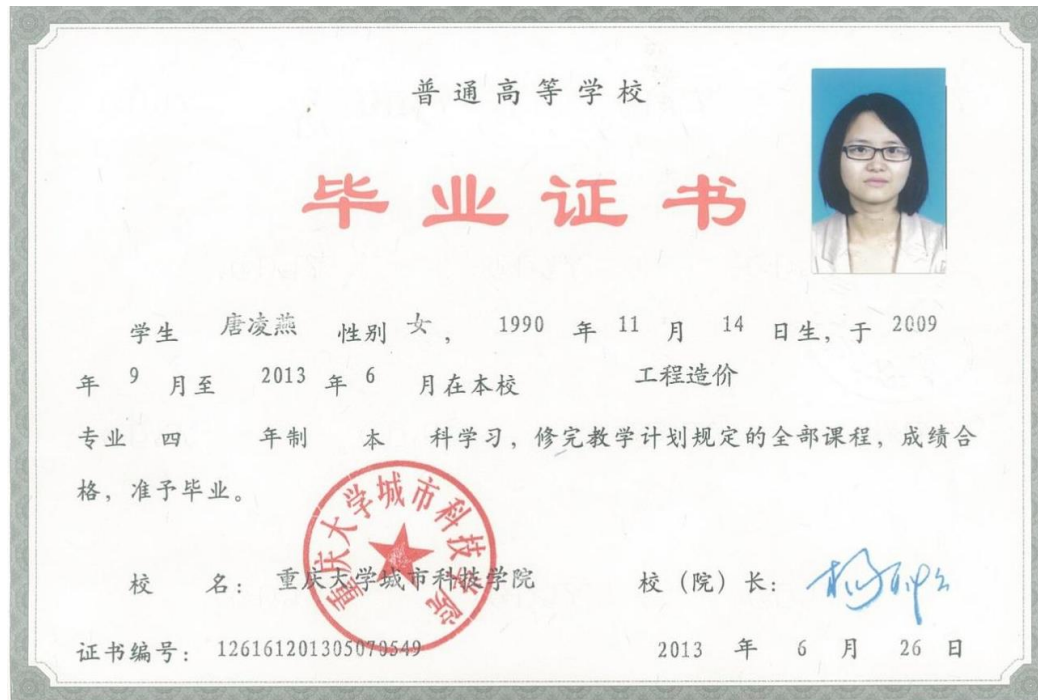 普通高等学校
毕业证书
学生 唐凌燕 性别 女， 1990 年 11 月 14 日生，于 2009
年 9 月至 2013 年 6 月在本校 工程造价
专业 四 年制 本 科学习，修完教学计划规定的全部课程，成绩合
格，准予毕业。
重庆大学城市科技学院
校 名： 重庆大学城市科技学院 校（院）长：
证书编号： 126161201305070549 2013 年 6 月 26 日